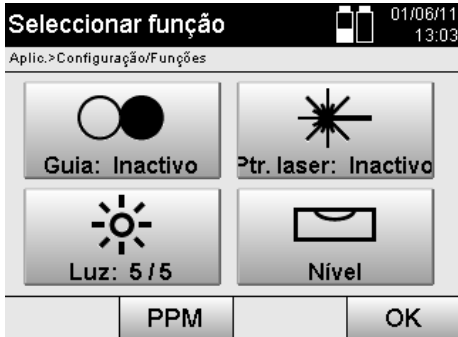 Seleccionar função
01/06/11
13:03
Aplic.>Configuração/Funções
Guia: Inactivo
Ptr. laser: Inactivo
Luz: 5/5
Nível
PPM
OK